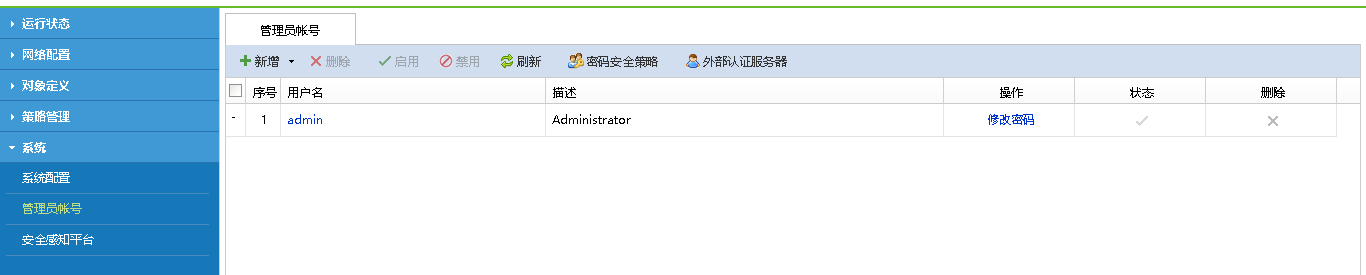 运行状态
网络配置
对象定义
策略管理
系统
系统配置
管理员帐号
安全感知平台
管理员帐号
新增 删除 启用 禁用 刷新 密码安全策略 外部认证服务器
序号 用户名 描述 操作 状态 删除
- 1 admin Administrator 修改密码